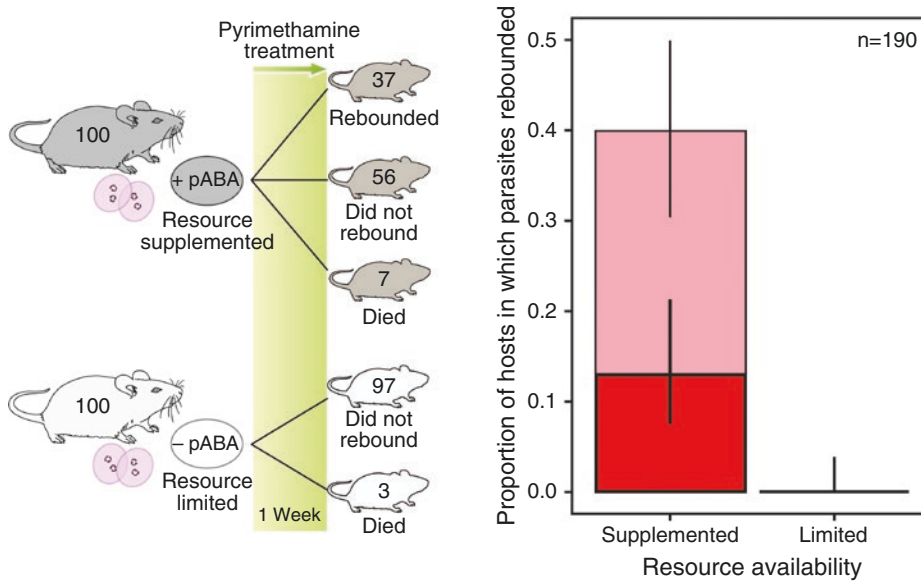 Pyrimethamine
treatment
100
+ pABA
Resource
supplemented
37
Rebounded
56
Did not
rebound
7
Died
100
– pABA
Resource
limited
97
Did not
rebound
3
Died
1 Week
Proportion of hosts in which parasites rebounded
0.5
0.4
0.3
0.2
0.1
0.0
n=190
Supplemented
Limited
Resource availability